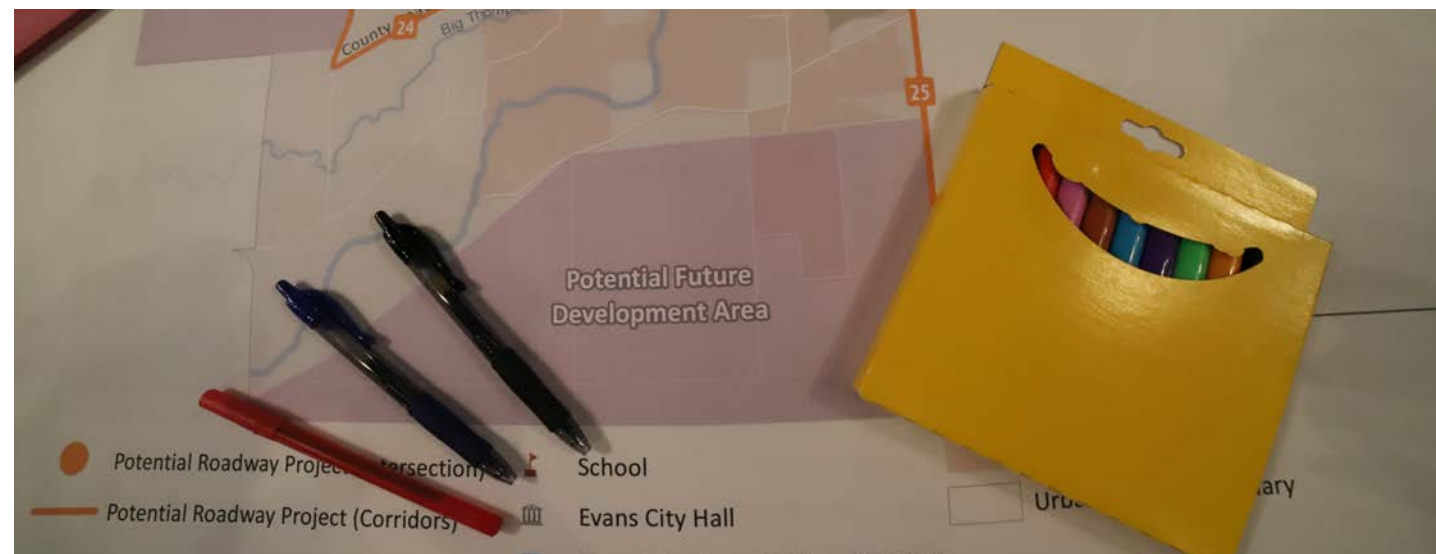 County
24
Big Thomp
25
Potential Future
Development Area
Potential Roadway Project tersection)
School
Potential Roadway Project (Corridors)
Evans City Hall
Urb
ary